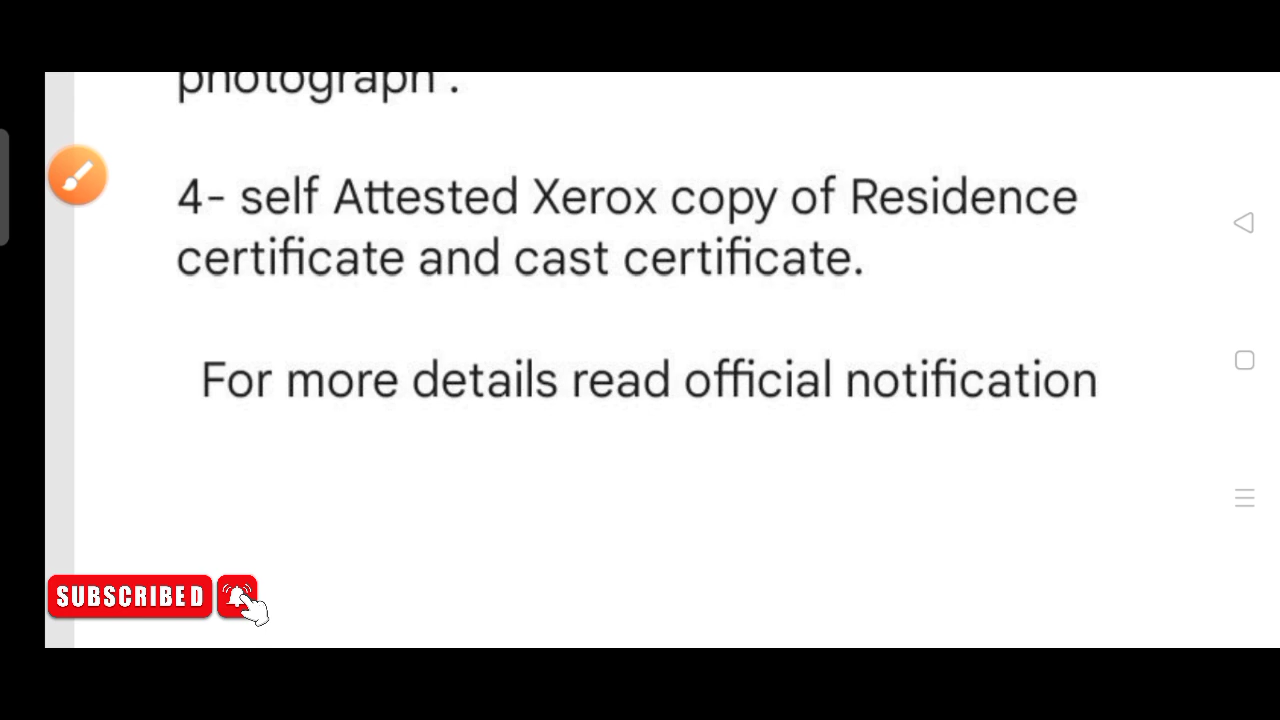 photograph .
4- self Attested Xerox copy of Residence
certificate and cast certificate.
For more details read official notification
SUBSCRIBED